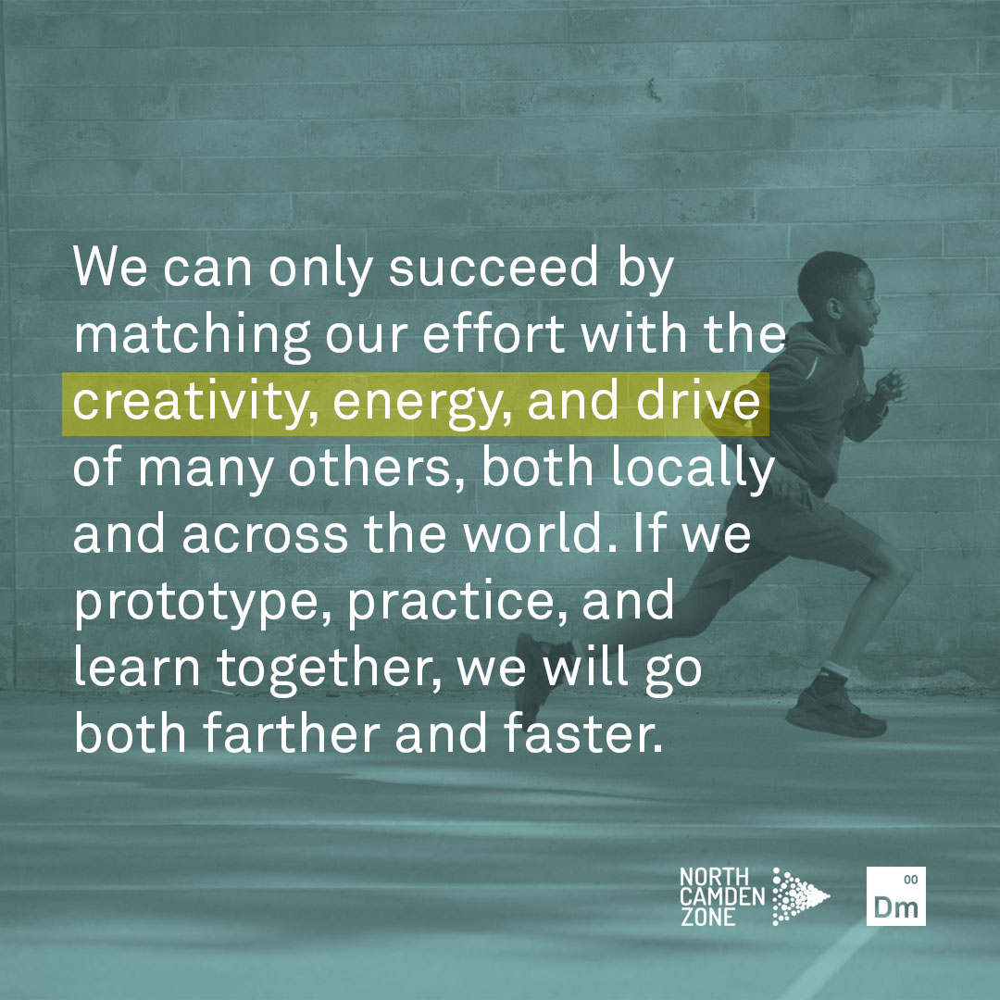 We can only succeed by
matching our effort with the
creativity, energy, and drive
of many others, both locally
and across the world. If we
prototype, practice, and
learn together, we will go
both farther and faster.
NORTH
CAMDEN
ZONE
00
Dm